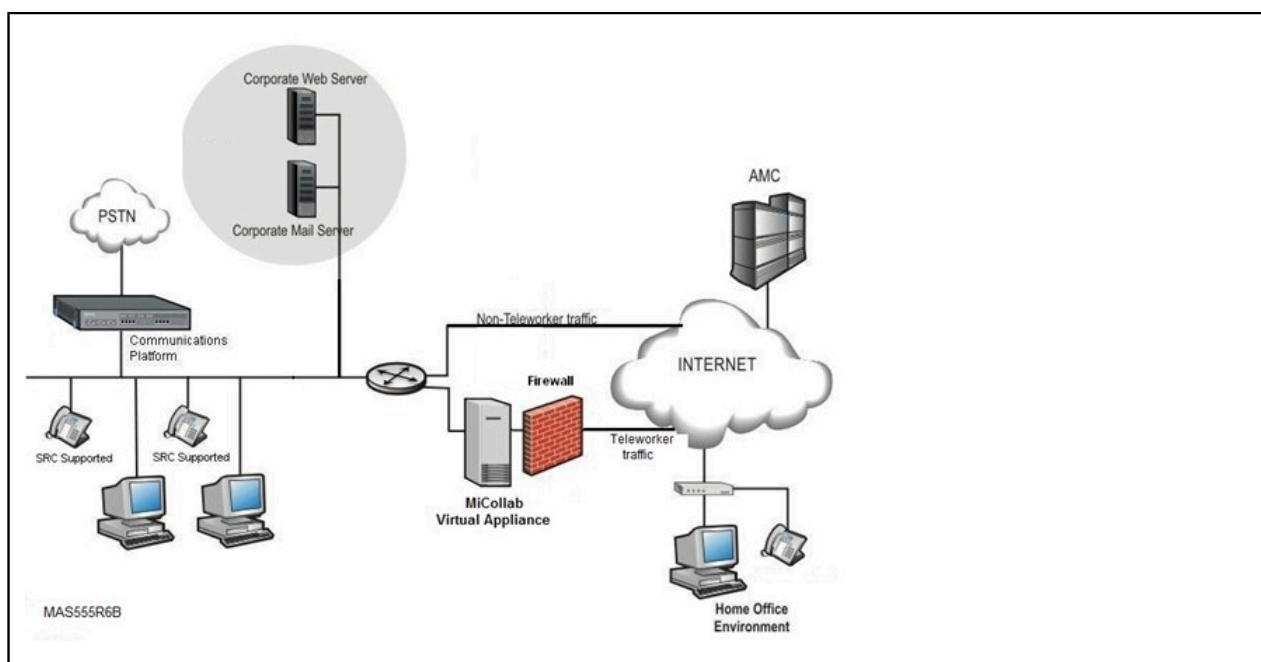 Corporate Web Server
Corporate Mail Server
PSTN
Communications
Platform
AMC
Non-Teleworker traffic
INTERNET
Firewall
Teleworker
traffic
SRC Supported
SRC Supported
MiCollab
Virtual Appliance
Home Office
Environment
MAS555R6B